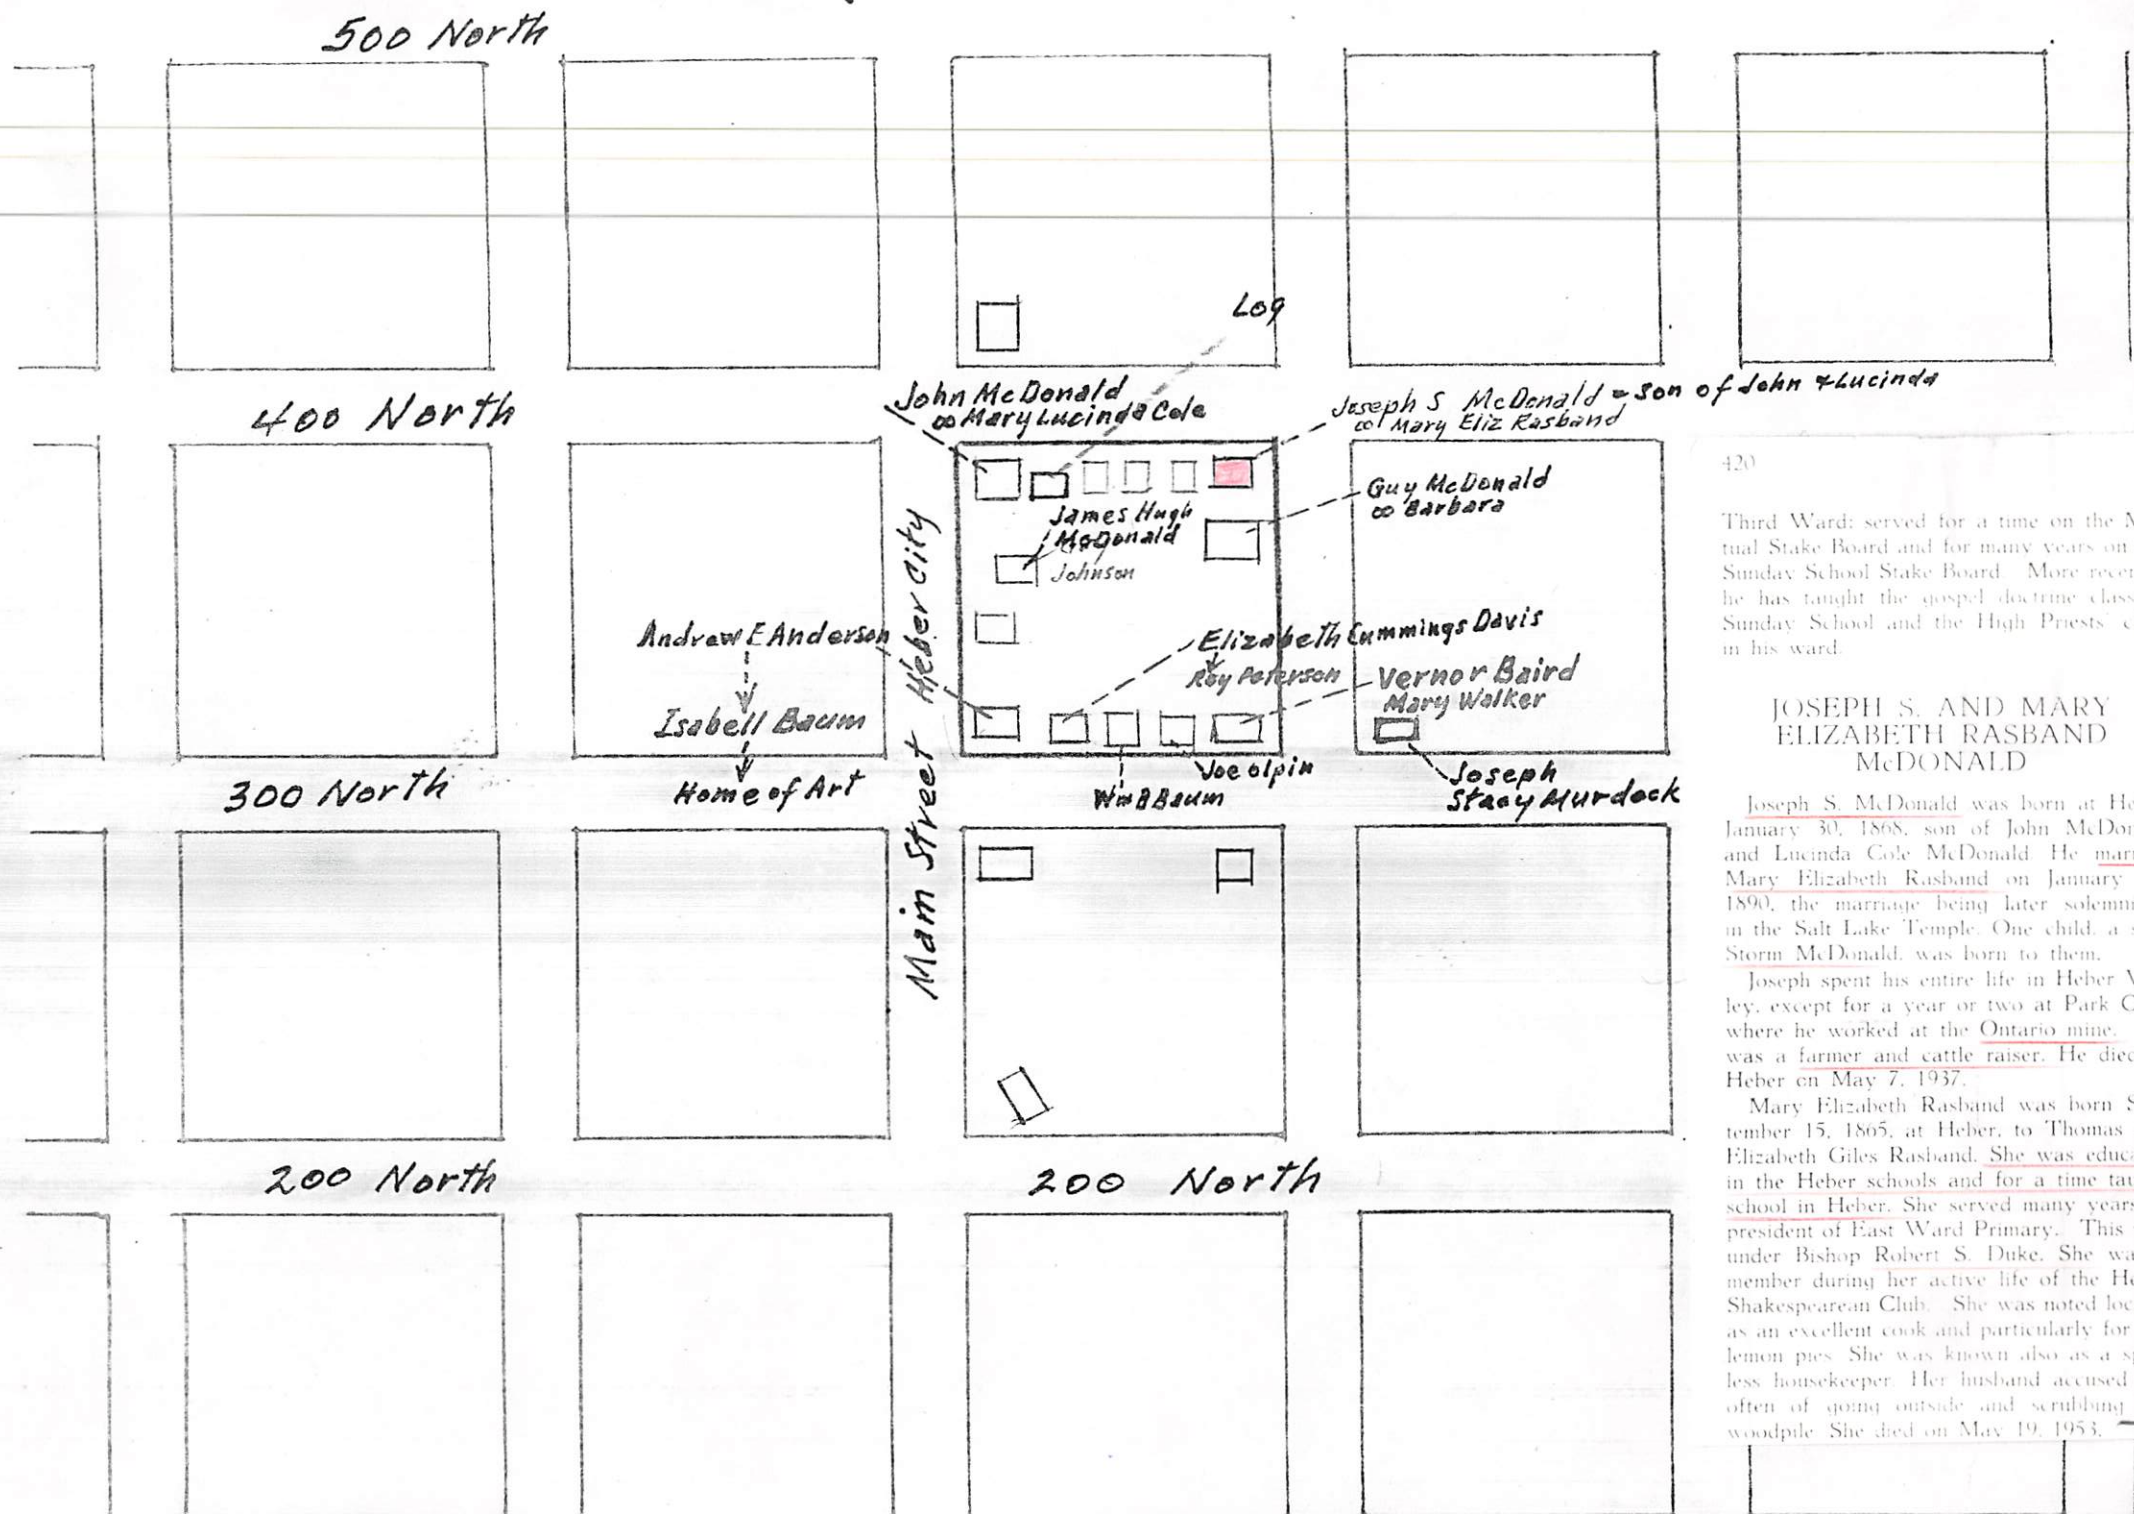 500 North
Log
400 North
John McDonald
∞ Mary Lucinda Cole
Joseph S McDonald - son of John & Lucinda
∞ Mary Eliz Rasband
Guy McDonald
∞ Barbara
James Hugh
McDonald
Johnson
Main Street Heber City
Andrew E Anderson
Isabell Baum
Home of Art
Elizabeth Cummings Davis
Roy Peterson
Vernor Baird
Mary Walker
Joe Olpin
Wm B Baum
Joseph
Stacy Murdock
300 North
200 North
200 North
420
Third Ward; served for a time on the M
tual Stake Board and for many years on
Sunday School Stake Board. More recen
he has taught the gospel doctrine class
Sunday School and the High Priests' c
in his ward.
JOSEPH S. AND MARY
ELIZABETH RASBAND
McDONALD
Joseph S. McDonald was born at He
January 30, 1868, son of John McDon
and Lucinda Cole McDonald. He marr
Mary Elizabeth Rasband on January
1890, the marriage being later solemni
in the Salt Lake Temple. One child, a s
Storm McDonald, was born to them.
Joseph spent his entire life in Heber V
ley, except for a year or two at Park C
where he worked at the Ontario mine.
was a farmer and cattle raiser. He died
Heber on May 7, 1937.
Mary Elizabeth Rasband was born S
tember 15, 1865, at Heber, to Thomas
Elizabeth Giles Rasband. She was educa
in the Heber schools and for a time tau
school in Heber. She served many years
president of East Ward Primary. This
under Bishop Robert S. Duke. She wa
member during her active life of the He
Shakespearean Club. She was noted loc
as an excellent cook and particularly for
lemon pies. She was known also as a sp
less housekeeper. Her husband accused
often of going outside and scrubbing
woodpile. She died on May 19, 1953.